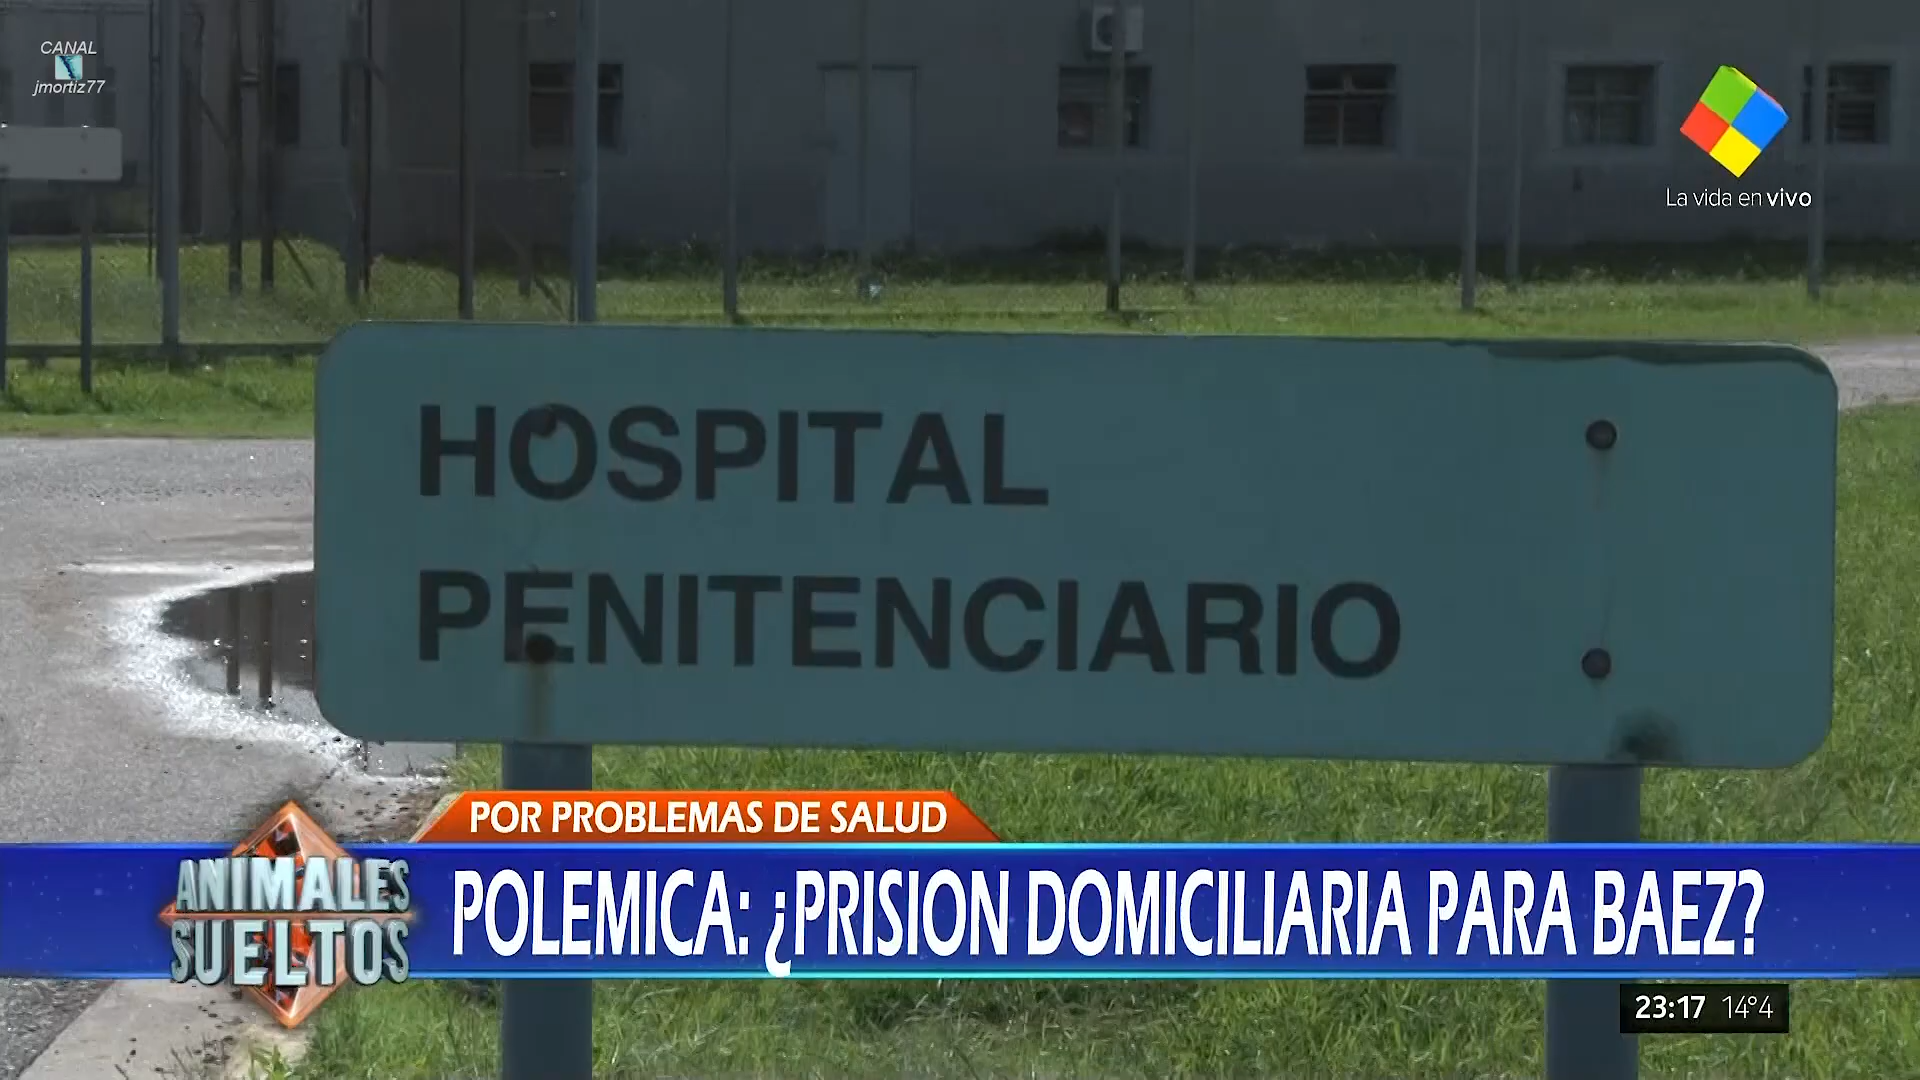 CANAL
jmortiz77
La vida en vivo
HOSPITAL
PENITENCIARIO
POR PROBLEMAS DE SALUD
ANIMALES
SUELTOS
POLEMICA: ¿PRISION DOMICILIARIA PARA BAEZ?
23:17 14°4